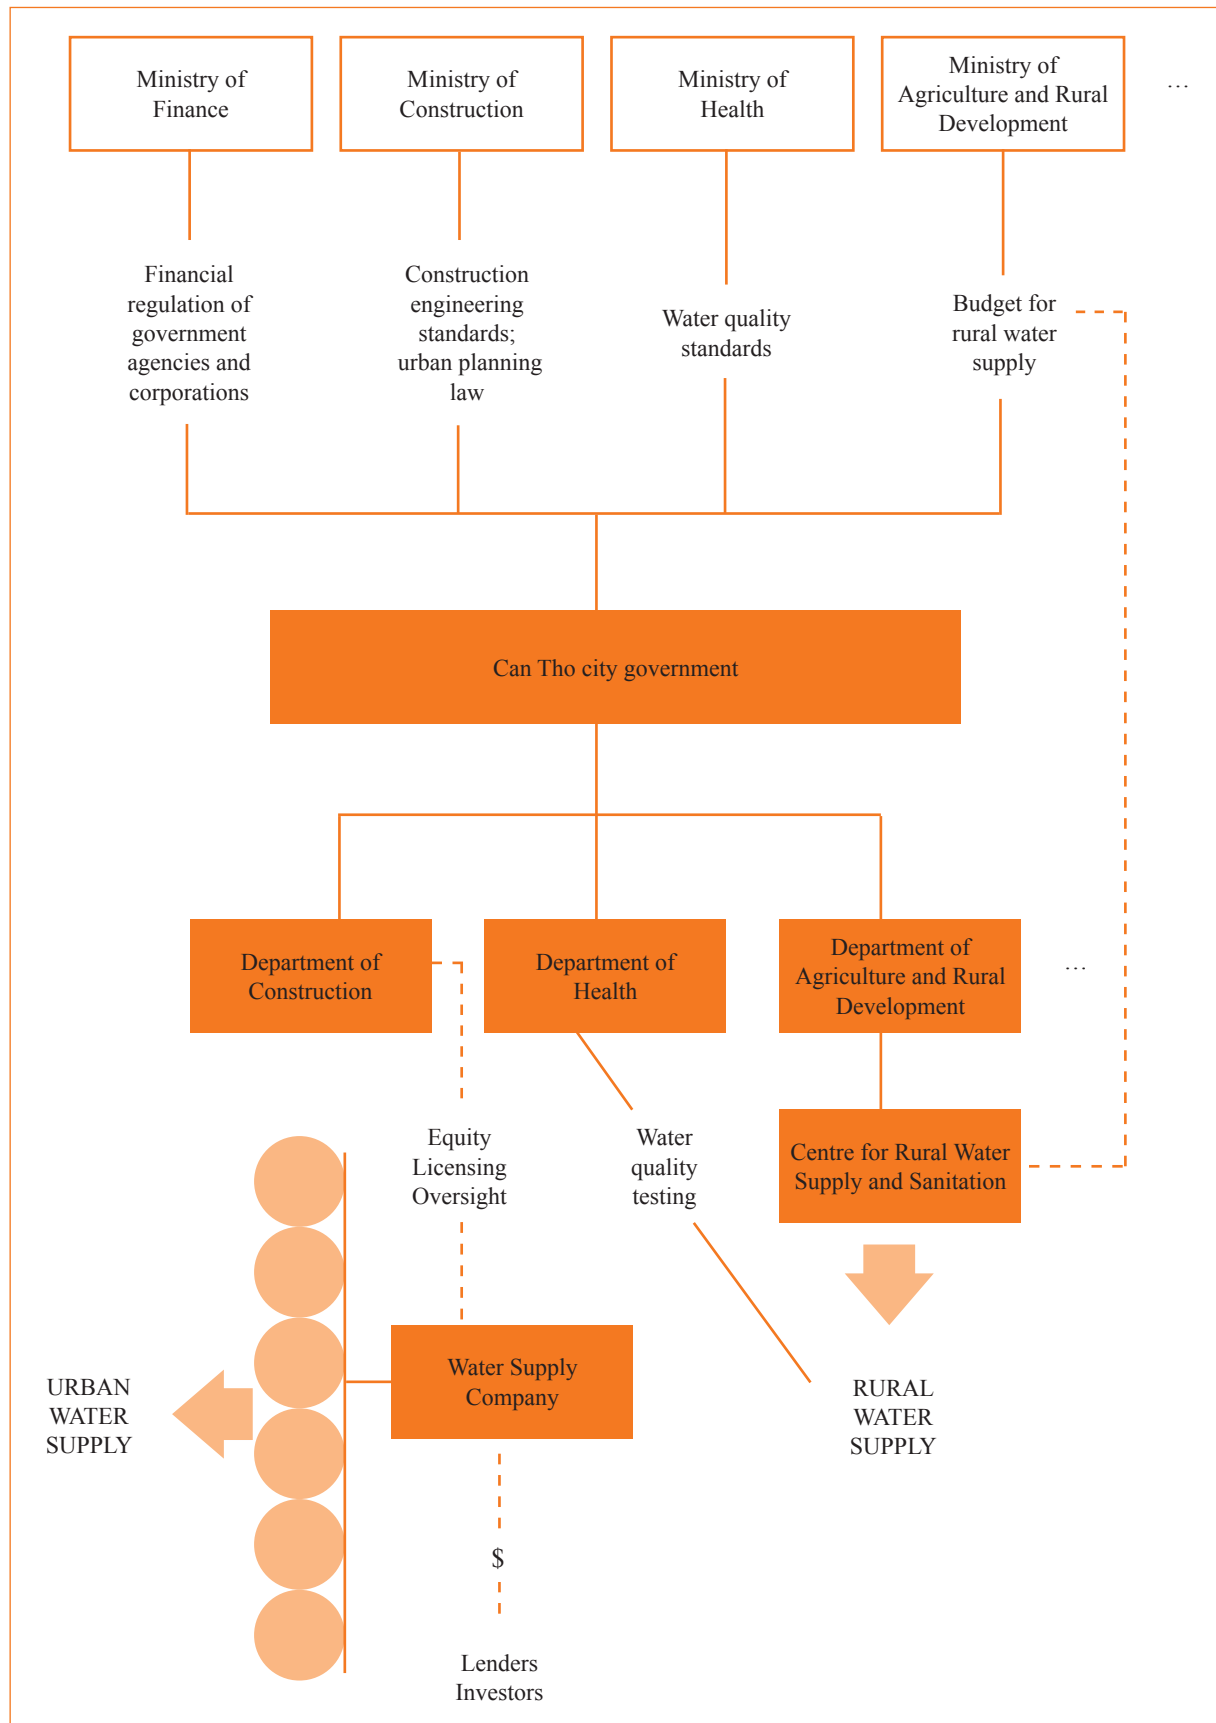 Ministry of
Finance
Ministry of
Construction
Ministry of
Health
Ministry of
Agriculture and Rural
Development
…
Financial
regulation of
government
agencies and
corporations
Construction
engineering
standards;
urban planning
law
Water quality
standards
Budget for
rural water
supply
Can Tho city government
Department of
Construction
Department of
Health
Department of
Agriculture and Rural
Development
…
Equity
Licensing
Oversight
Water
quality
testing
Centre for Rural Water
Supply and Sanitation
Water Supply
Company
URBAN
WATER
SUPPLY
RURAL
WATER
SUPPLY
$
Lenders
Investors